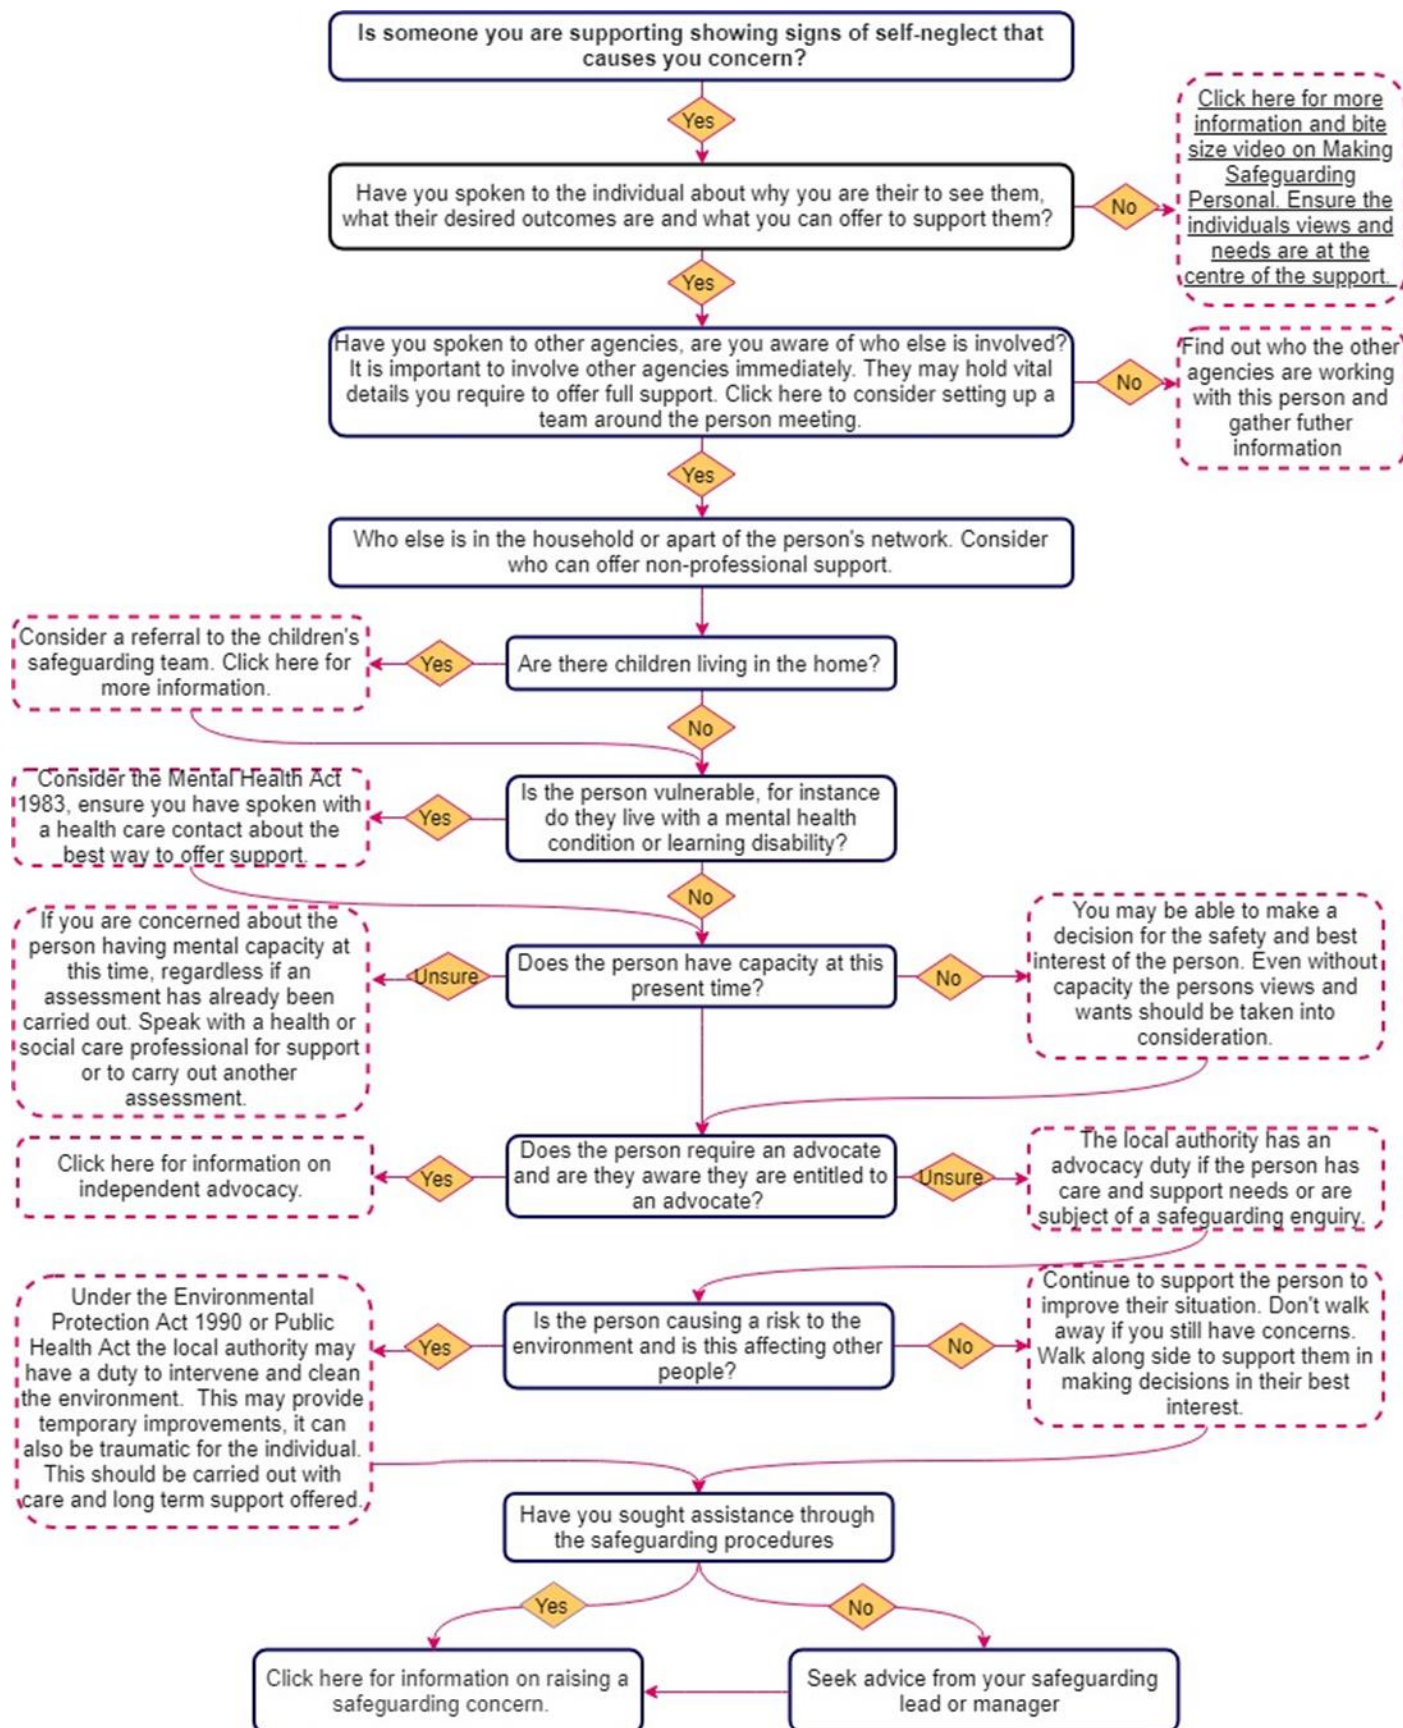 Is someone you are supporting showing signs of self-neglect that
causes you concern?
Yes
Click here for more
information and bite
size video on Making
Safeguarding
Personal. Ensure the
individuals views and
needs are at the
centre of the support.
Have you spoken to the individual about why you are their to see them,
what their desired outcomes are and what you can offer to support them?
No
Yes
Have you spoken to other agencies, are you aware of who else is involved?
It is important to involve other agencies immediately. They may hold vital
details you require to offer full support. Click here to consider setting up a
team around the person meeting.
No
Find out who the other
agencies are working
with this person and
gather futher
information
Yes
Who else is in the household or apart of the person's network. Consider
who can offer non-professional support.
Consider a referral to the children's
safeguarding team. Click here for
more information.
Yes
Are there children living in the home?
No
Consider the Mental Health Act
1983, ensure you have spoken with
a health care contact about the
best way to offer support.
Yes
Is the person vulnerable, for instance
do they live with a mental health
condition or learning disability?
No
If you are concerned about the
person having mental capacity at
this time, regardless if an
assessment has already been
carried out. Speak with a health or
social care professional for support
or to carry out another
assessment.
Unsure
Does the person have capacity at this
present time?
No
You may be able to make a
decision for the safety and best
interest of the person. Even without
capacity the persons views and
wants should be taken into
consideration.
Click here for information on
independent advocacy.
Yes
Does the person require an advocate
and are they aware they are entitled to
an advocate?
Unsure
The local authority has an
advocacy duty if the person has
care and support needs or are
subject of a safeguarding enquiry.
Under the Environmental
Protection Act 1990 or Public
Health Act the local authority may
have a duty to intervene and clean
the environment. This may provide
temporary improvements, it can
also be traumatic for the individual.
This should be carried out with
care and long term support offered.
Yes
Is the person causing a risk to the
environment and is this affecting other
people?
No
Continue to support the person to
improve their situation. Don't walk
away if you still have concerns.
Walk along side to support them in
making decisions in their best
interest.
Have you sought assistance through
the safeguarding procedures
Yes
No
Click here for information on raising a
safeguarding concern.
Seek advice from your safeguarding
lead or manager